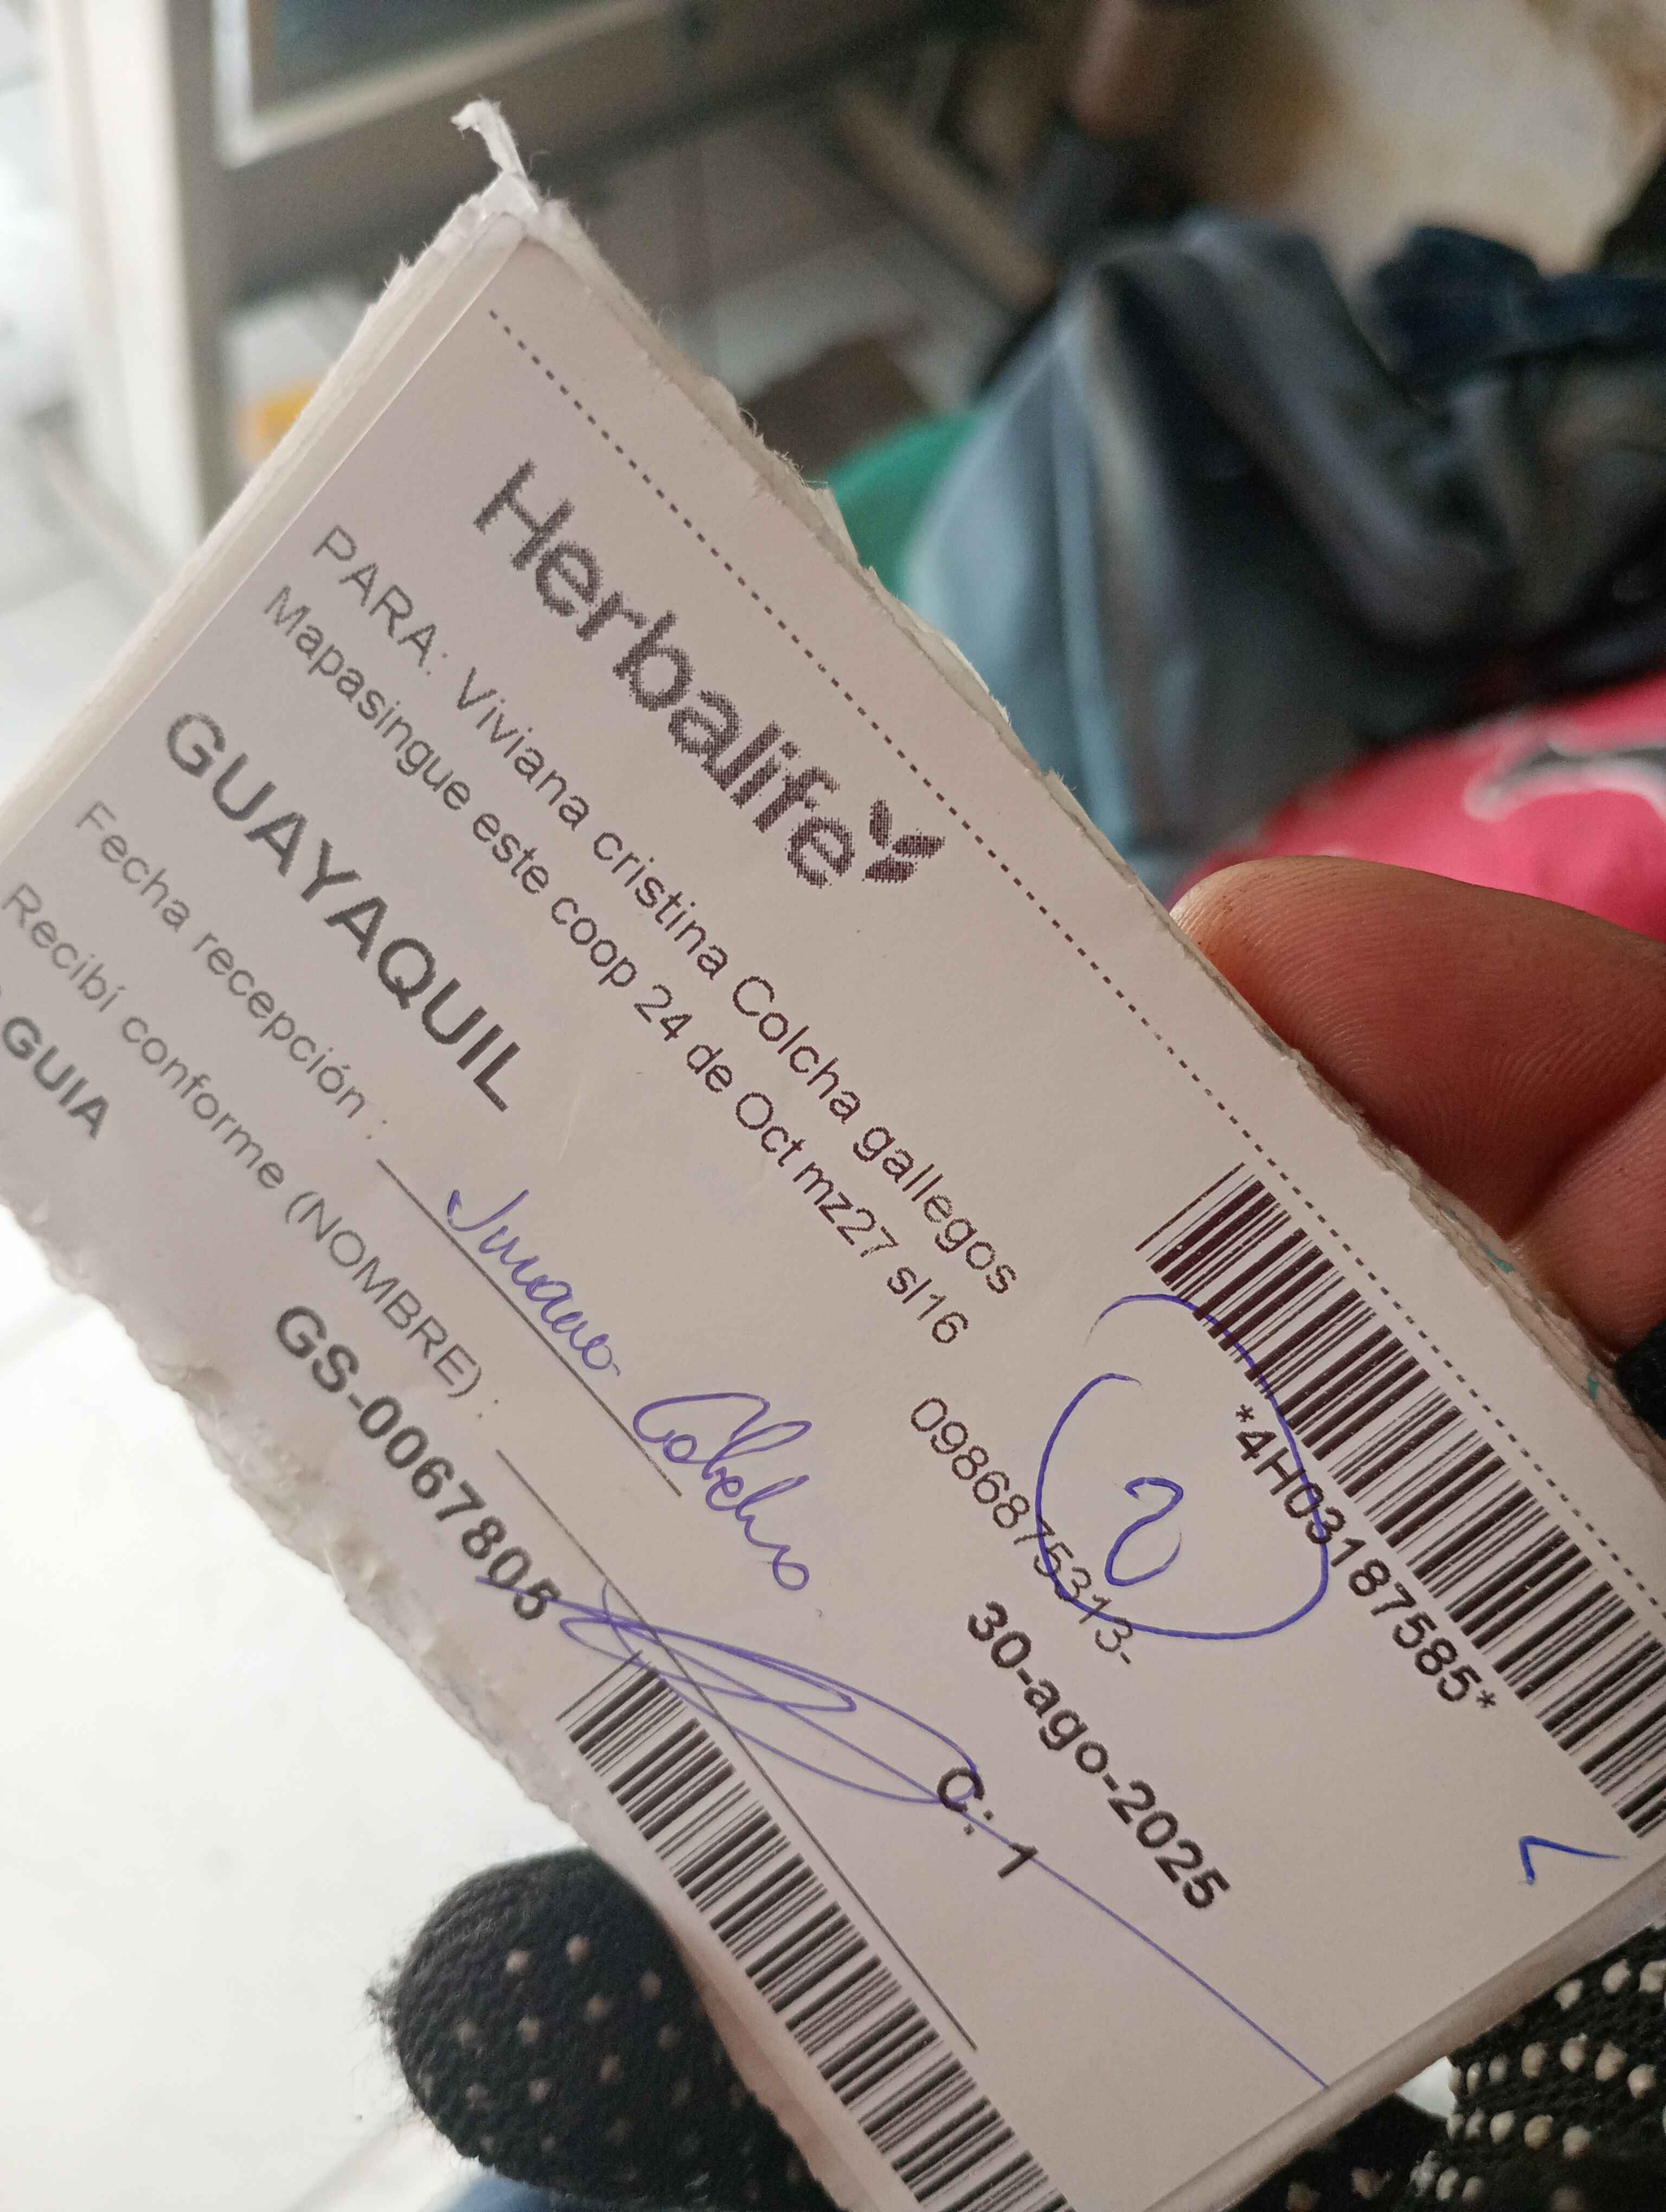 Herbalife
*4H03187585*
PARA: Viviana cristina Colcha gallegos
2
Mapasingue este coop 24 de Oct mz27 sl16
0986875313-
GUAYAQUIL
30-ago-2025
Fecha recepción :
C: 1
Recibí conforme (NOMBRE) :
GUIA
GS-0067805